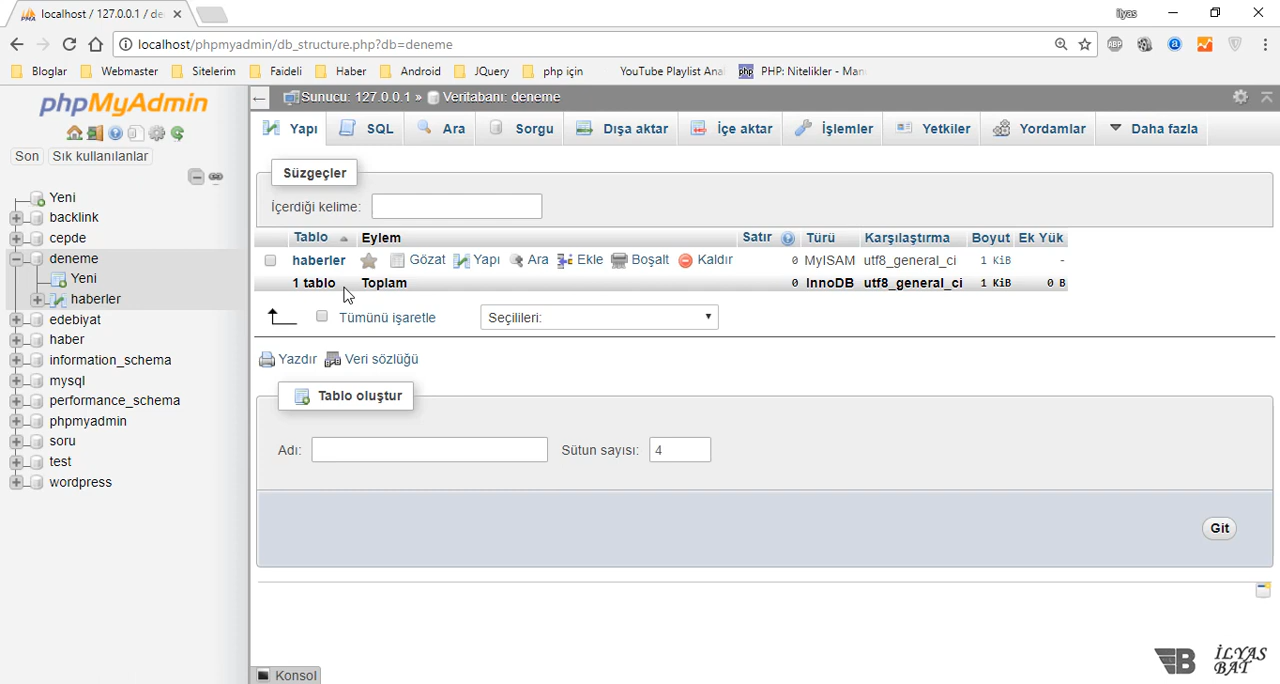 localhost / 127.0.0.1 / de
ilyas
localhost/phpmyadmin/db_structure.php?db=deneme
ABP
Bloglar Webmaster Sitelerim Faideli Haber Android JQuery php için YouTube Playlist Ana php PHP: Nitelikler - Man
phpMyAdmin
Son Sık kullanılanlar
Yeni
backlink
cepde
deneme
Yeni
haberler
edebiyat
haber
information_schema
mysql
performance_schema
phpmyadmin
soru
test
wordpress
Sunucu: 127.0.0.1 » Veritabanı: deneme
Yapı SQL Ara Sorgu Dışa aktar İçe aktar İşlemler Yetkiler Yordamlar Daha fazla
Süzgeçler
İçerdiği kelime:
Tablo Eylem Satır Türü Karşılaştırma Boyut Ek Yük
haberler Gözat Yapı Ara Ekle Boşalt Kaldır 0 MyISAM utf8_general_ci 1 KiB -
1 tablo Toplam 0 InnoDB utf8_general_ci 1 KiB 0 B
Tümünü işaretle Seçilileri:
Yazdır Veri sözlüğü
Tablo oluştur
Adı: Sütun sayısı: 4
Git
Konsol
İLYAS
BAT